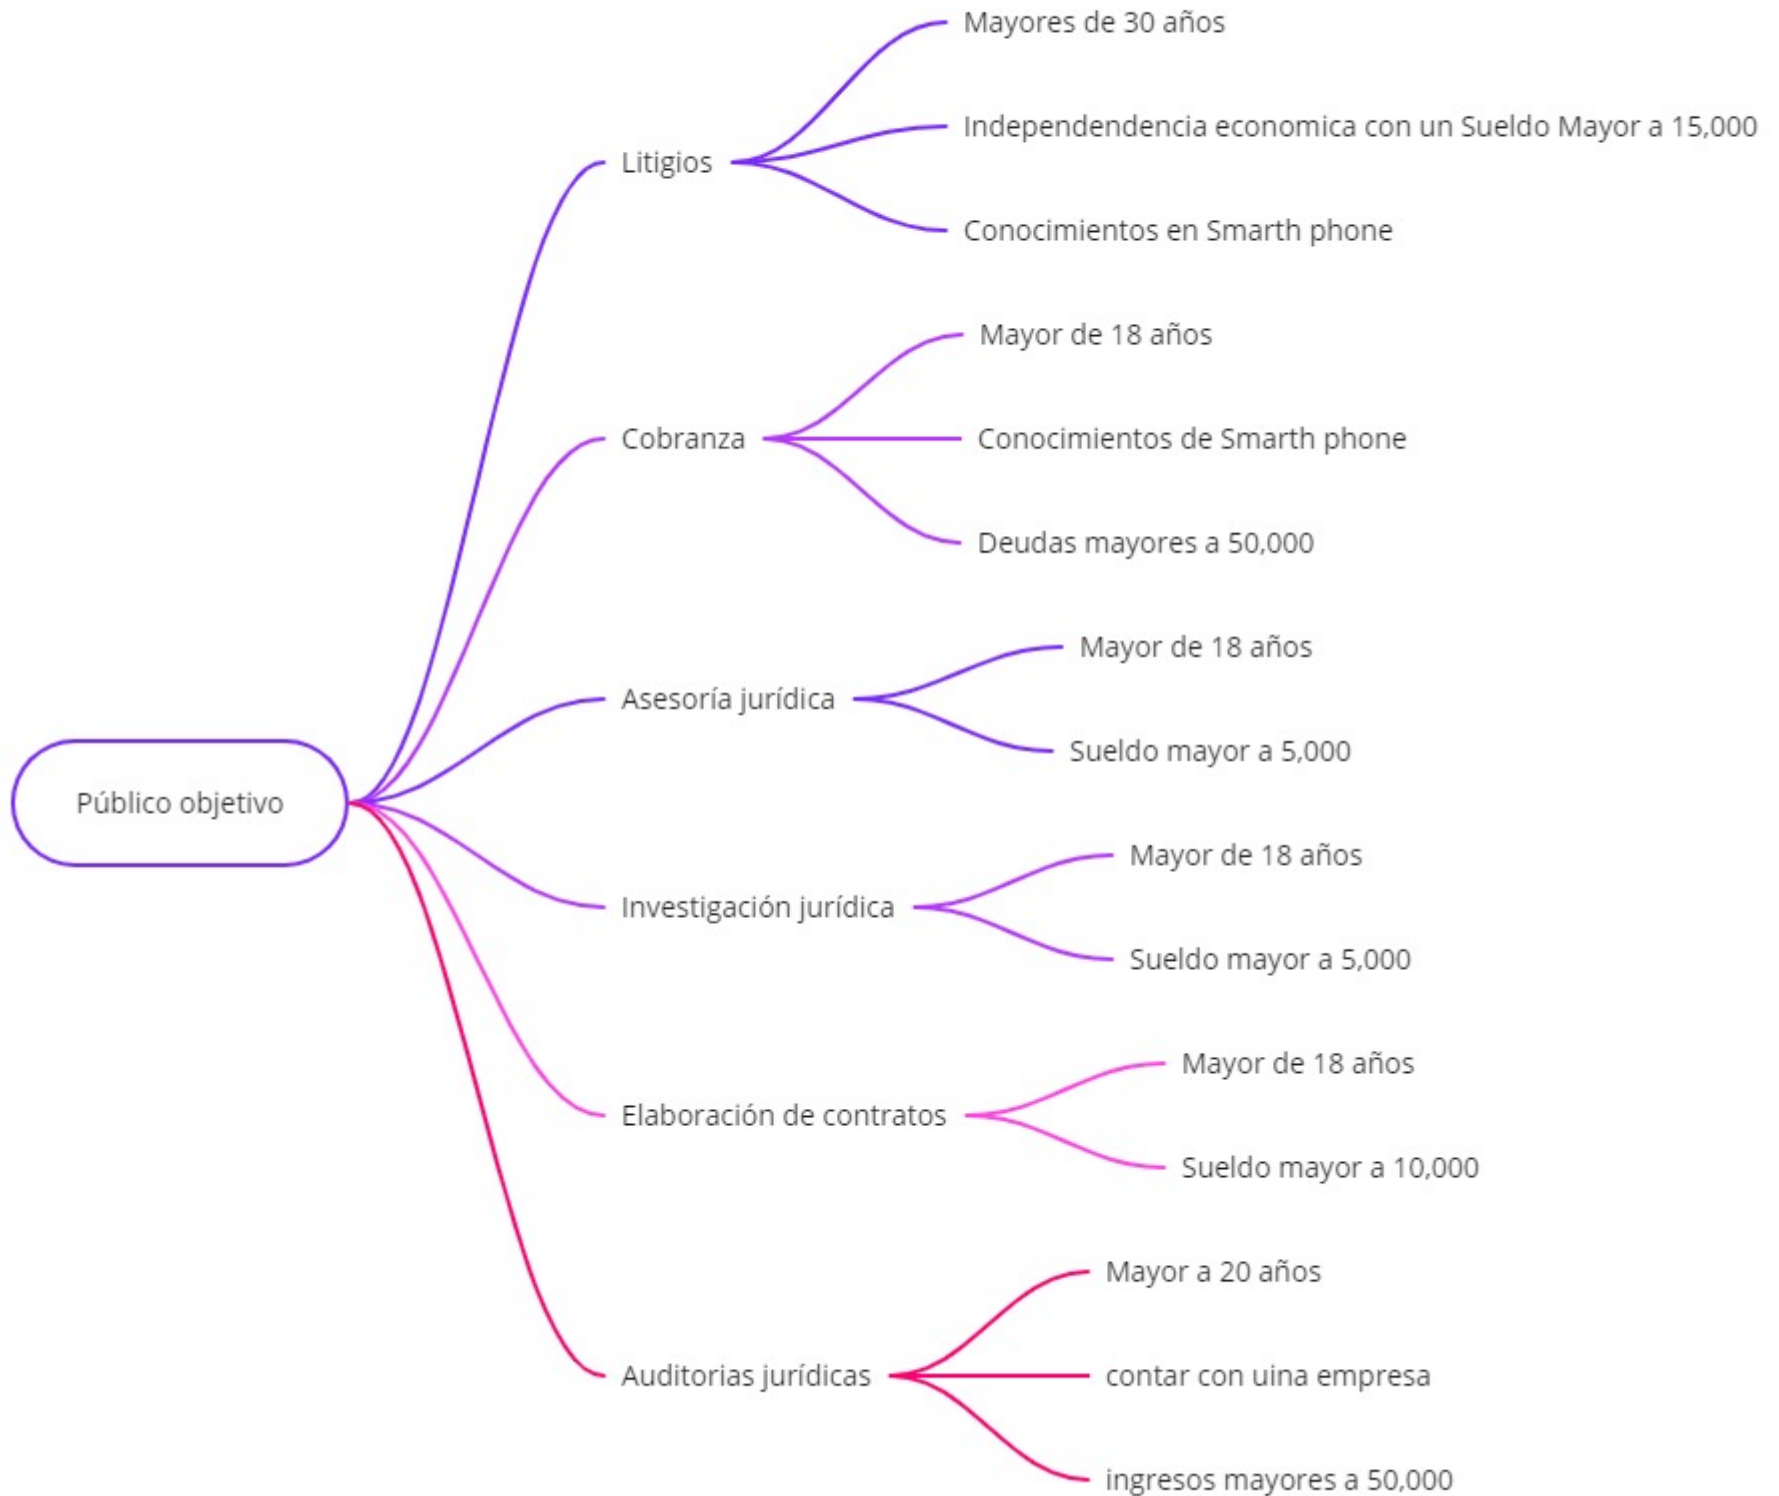 Público objetivo
Litigios
Mayores de 30 años
Independendencia economica con un Sueldo Mayor a 15,000
Conocimientos en Smarth phone
Cobranza
Mayor de 18 años
Conocimientos de Smarth phone
Deudas mayores a 50,000
Asesoría jurídica
Mayor de 18 años
Sueldo mayor a 5,000
Investigación jurídica
Mayor de 18 años
Sueldo mayor a 5,000
Elaboración de contratos
Mayor de 18 años
Sueldo mayor a 10,000
Auditorias jurídicas
Mayor a 20 años
contar con uina empresa
ingresos mayores a 50,000